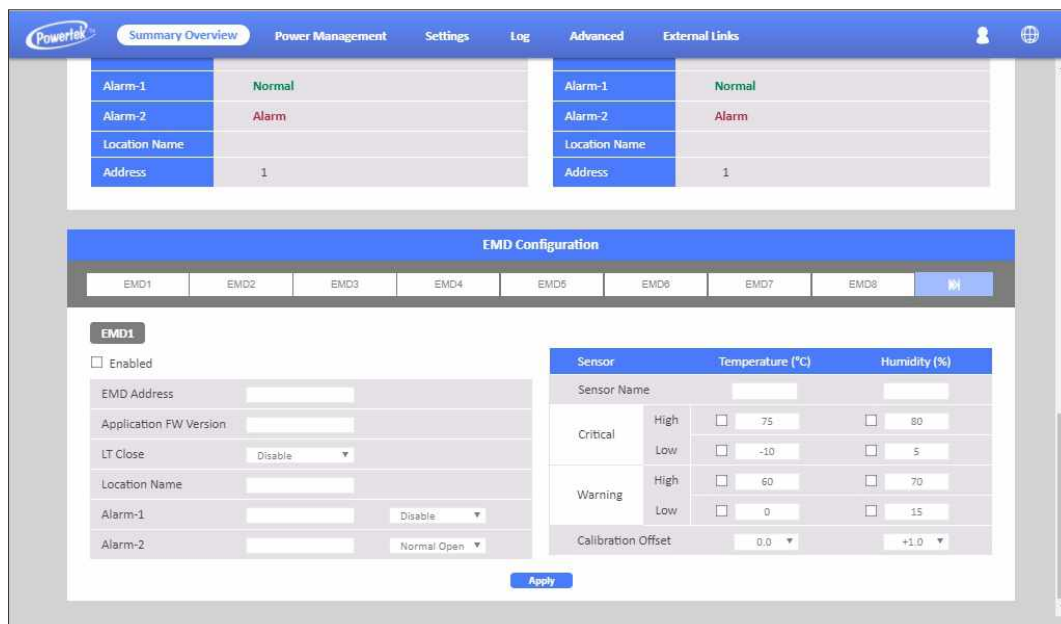 Powertek Summary Overview Power Management Settings Log Advanced External Links
Alarm-1 Normal Alarm-1 Normal
Alarm-2 Alarm Alarm-2 Alarm
Location Name Location Name
Address 1 Address 1
EMD Configuration
EMD1 EMD2 EMD3 EMD4 EMD5 EMD6 EMD7 EMD8
EMD1
Enabled
EMD Address
Application FW Version
LT Close Disable
Location Name
Alarm-1 Disable
Alarm-2 Normal Open
Sensor Temperature (°C) Humidity (%)
Sensor Name
Critical
High 75 80
Low -10 5
Warning
High 60 70
Low 0 15
Calibration Offset 0.0 +1.0
Apply